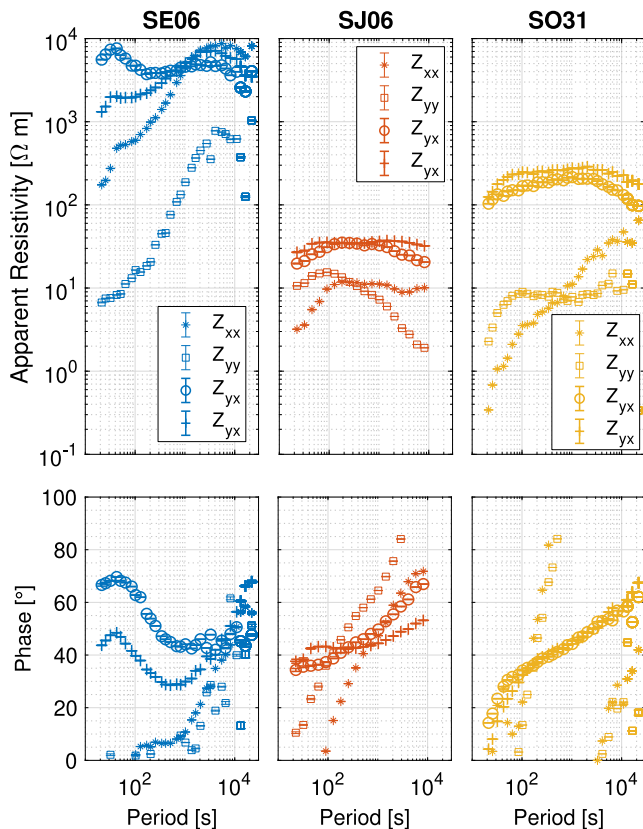 SE06 SJ06 SO31
Apparent Resistivity [Ω m]
10^4
10^3
10^2
10^1
10^0
10^-1
Z_xx
Z_yy
Z_yx
Z_yx
Z_xx
Z_yy
Z_yx
Z_yx
Z_xx
Z_yy
Z_yx
Z_yx
Phase [°]
100
80
60
40
20
0
10^2 10^4 10^2 10^4 10^2 10^4
Period [s] Period [s] Period [s]